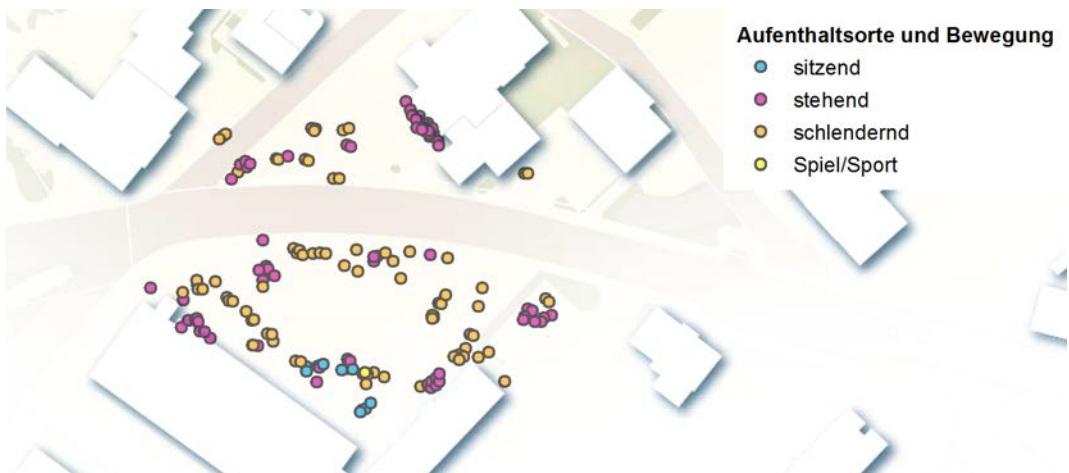 Aufenthaltsorte und Bewegung
sitzend
stehend
schlendernd
Spiel/Sport